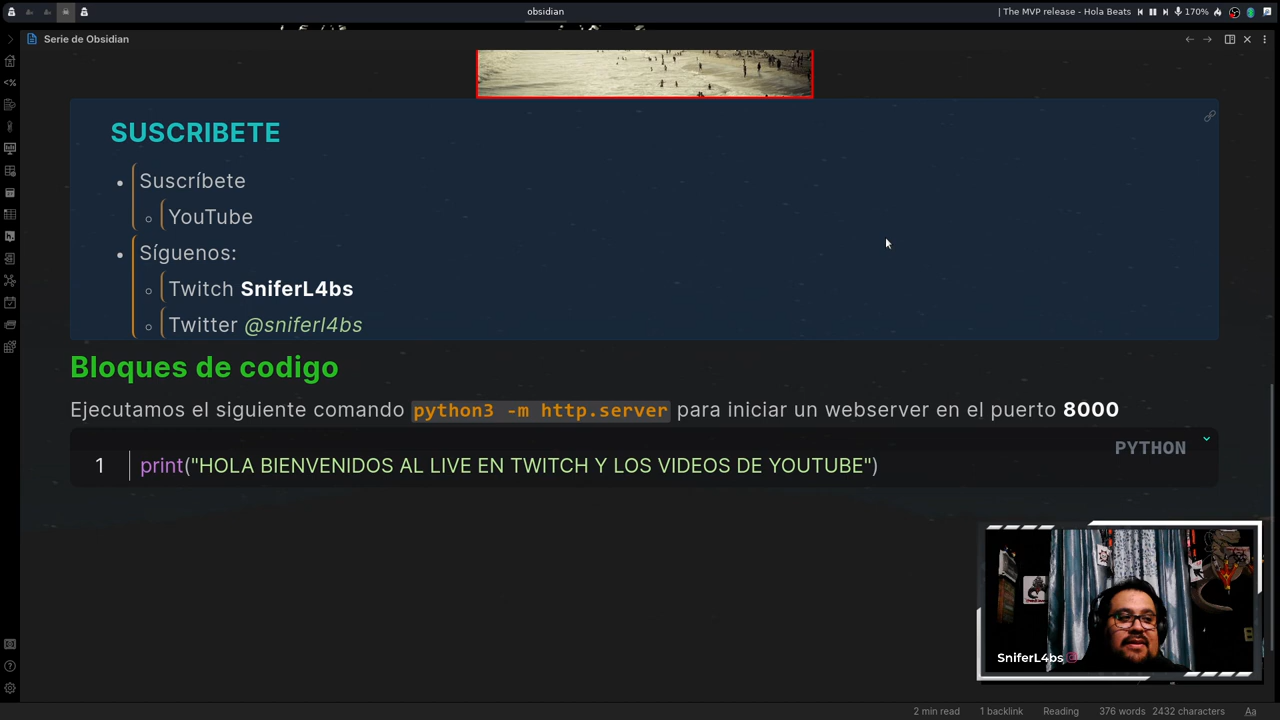 obsidian
| The MVP release - Hola Beats
170%
Serie de Obsidian
SUSCRIBETE
Suscríbete
YouTube
Síguenos:
Twitch SniferL4bs
Twitter @sniferl4bs
Bloques de codigo
Ejecutamos el siguiente comando python3 -m http.server para iniciar un webserver en el puerto 8000
PYTHON
1 print("HOLA BIENVENIDOS AL LIVE EN TWITCH Y LOS VIDEOS DE YOUTUBE")
SniferL4bs
2 min read 1 backlink Reading 376 words 2432 characters Aa